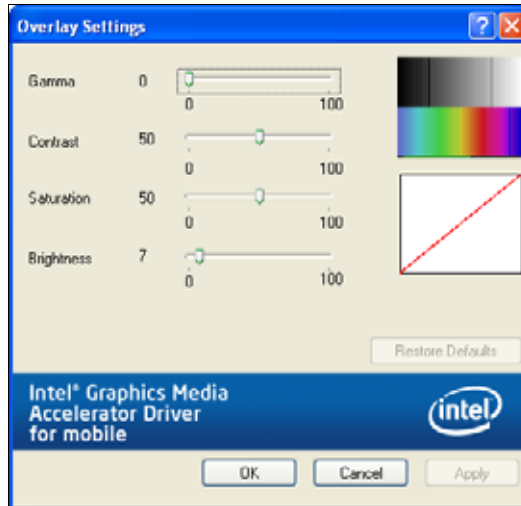 Overlay Settings
Gamma 0
0 100
Contrast 50
0 100
Saturation 50
0 100
Brightness 7
0 100
Restore Defaults
Intel® Graphics Media
Accelerator Driver
for mobile
intel
OK Cancel Apply